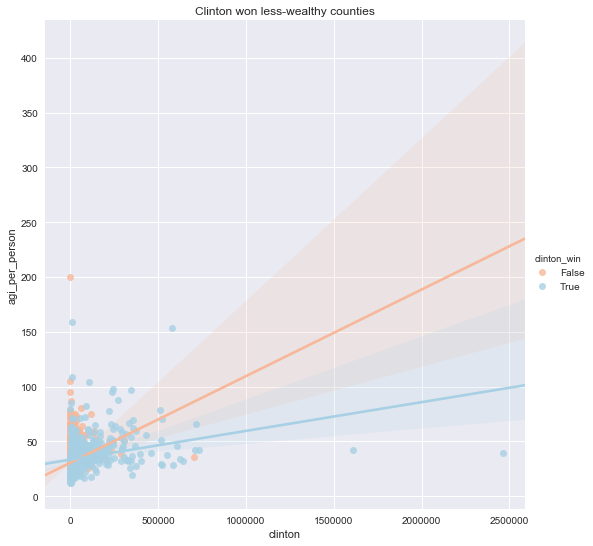 Clinton won less-wealthy counties
400
350
300
250
200
150
100
50
0
agi_per_person
0 500000 1000000 1500000 2000000 2500000
clinton
clinton_win
False
True